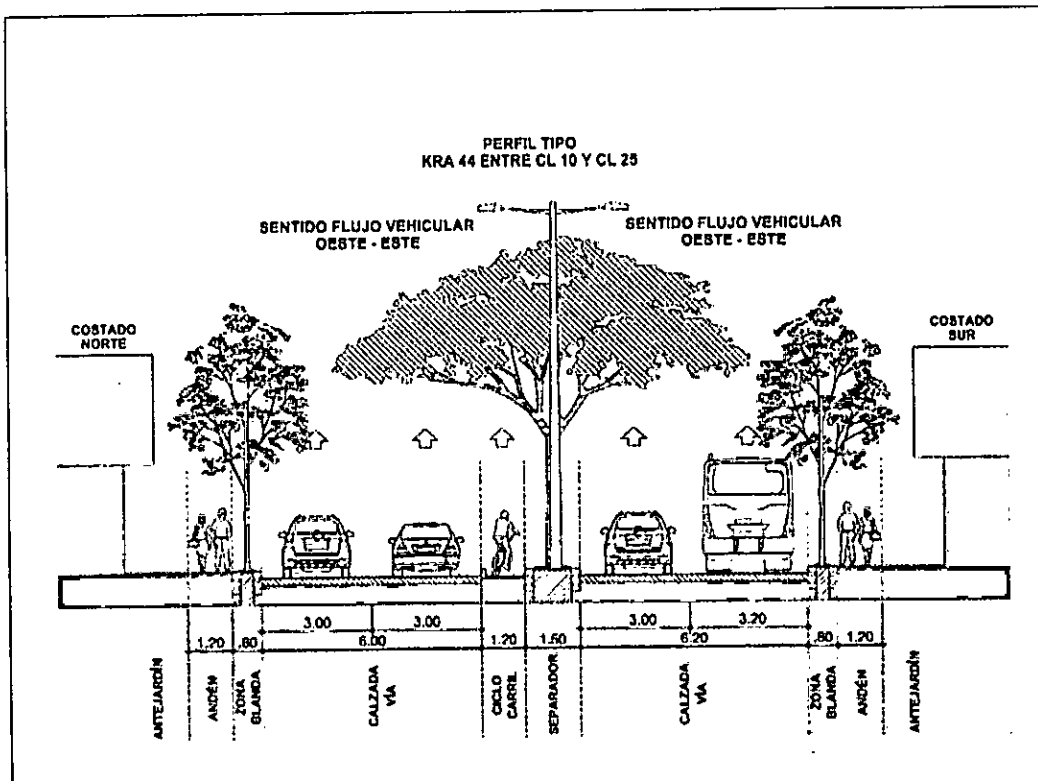 PERFIL TIPO
KRA 44 ENTRE CL 10 Y CL 25
SENTIDO FLUJO VEHICULAR
OESTE - ESTE
SENTIDO FLUJO VEHICULAR
OESTE - ESTE
COSTADO
NORTE
COSTADO
SUR
3.00 3.00 3.00 3.20
1.20 .80 6.00 1.20 1.50 6.20 .80 1.20
ANTEJARDÍN
ANDÉN
ZONA
BLANDA
CALZADA
VÍA
CICLO
CARRIL
SEPARADOR
CALZADA
VÍA
ZONA
BLANDA
ANDÉN
ANTEJARDÍN